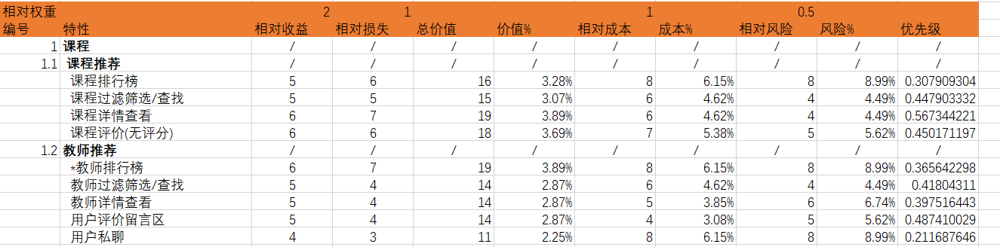 相对权重 2 1 1 0.5
编号 特性 相对收益 相对损失 总价值 价值% 相对成本 成本% 相对风险 风险% 优先级
1 课程 / / / / / / / / /
1.1 课程推荐 / / / / / / / / /
课程排行榜 5 6 16 3.28% 8 6.15% 8 8.99% 0.307909304
课程过滤筛选/查找 5 5 15 3.07% 6 4.62% 4 4.49% 0.447903332
课程详情查看 6 7 19 3.89% 6 4.62% 4 4.49% 0.567344221
课程评价(无评分) 6 6 18 3.69% 7 5.38% 5 5.62% 0.450171197
1.2 教师推荐 / / / / / / / / /
*教师排行榜 6 7 19 3.89% 8 6.15% 8 8.99% 0.365642298
教师过滤筛选/查找 5 4 14 2.87% 6 4.62% 4 4.49% 0.41804311
教师详情查看 5 4 14 2.87% 5 3.85% 6 6.74% 0.397516443
用户评价留言区 5 4 14 2.87% 4 3.08% 5 5.62% 0.487410029
用户私聊 4 3 11 2.25% 8 6.15% 8 8.99% 0.211687646